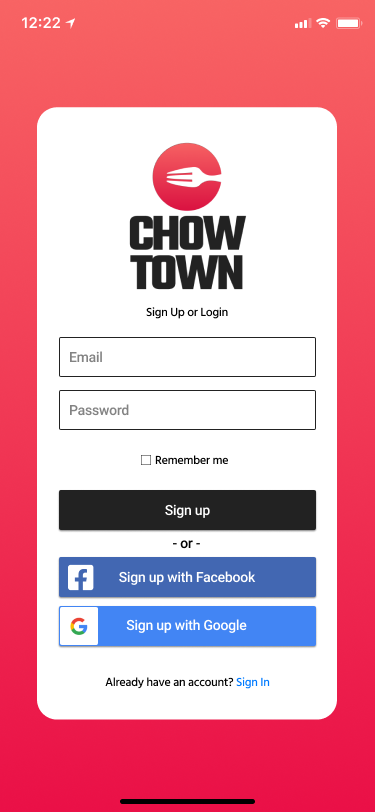 12:22
CHOW
TOWN
Sign Up or Login
Email
Password
Remember me
Sign up
- or -
Sign up with Facebook
Sign up with Google
Already have an account? Sign In